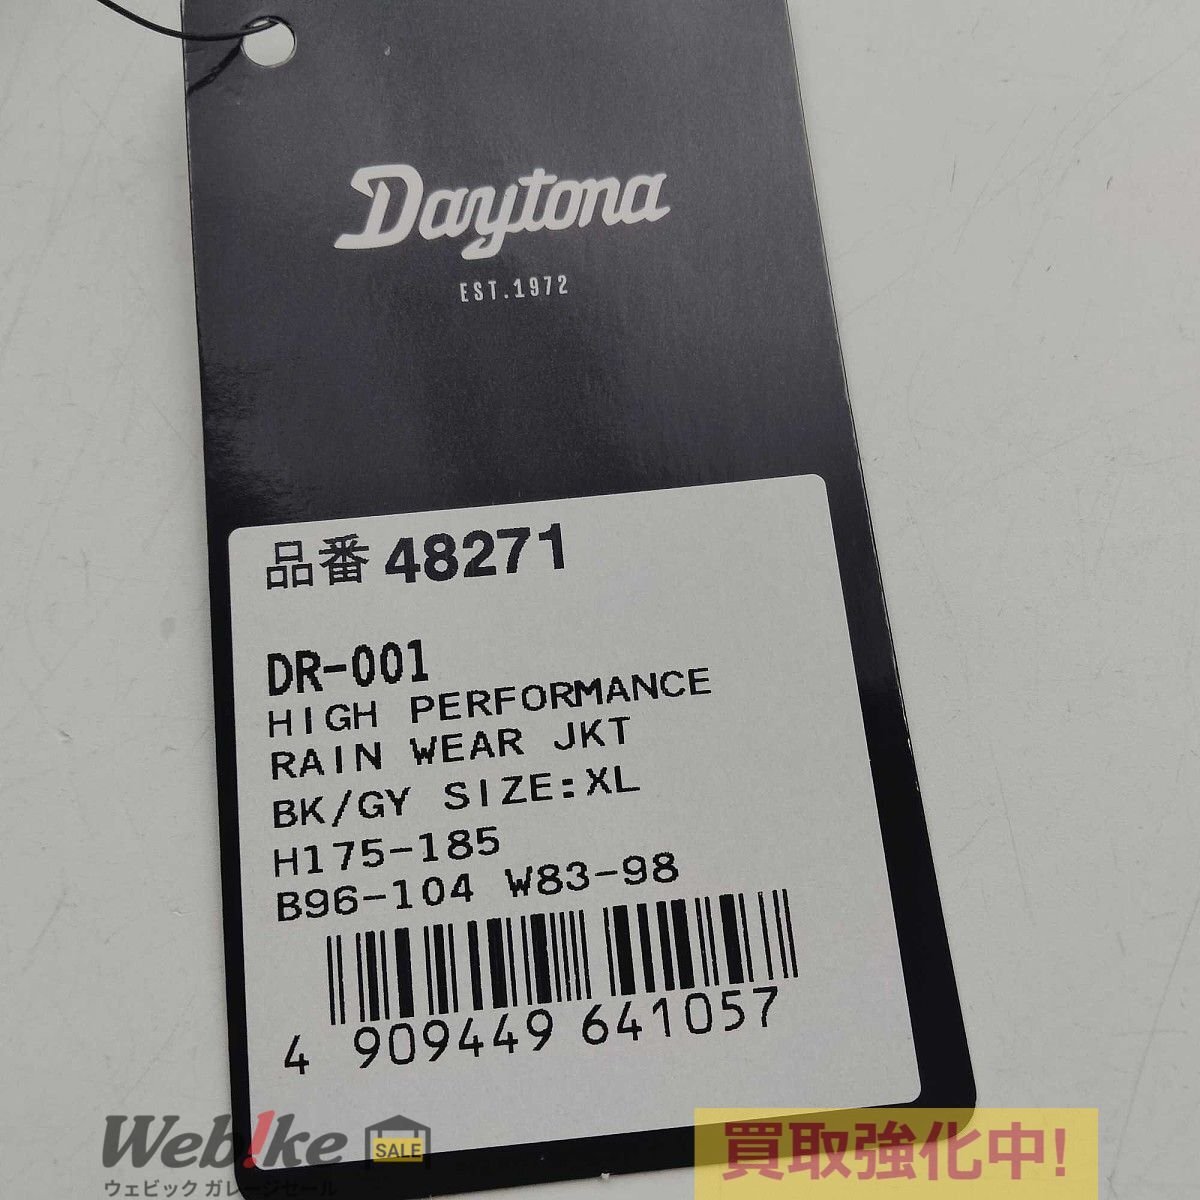 Daytona
EST.1972
品番 48271
DR-001
HIGH PERFORMANCE
RAIN WEAR JKT
BK/GY SIZE:XL
H175-185
B96-104 W83-98
4 909449 641057
Web!ke
SALE
ウェビック ガレージセール
買取強化中!